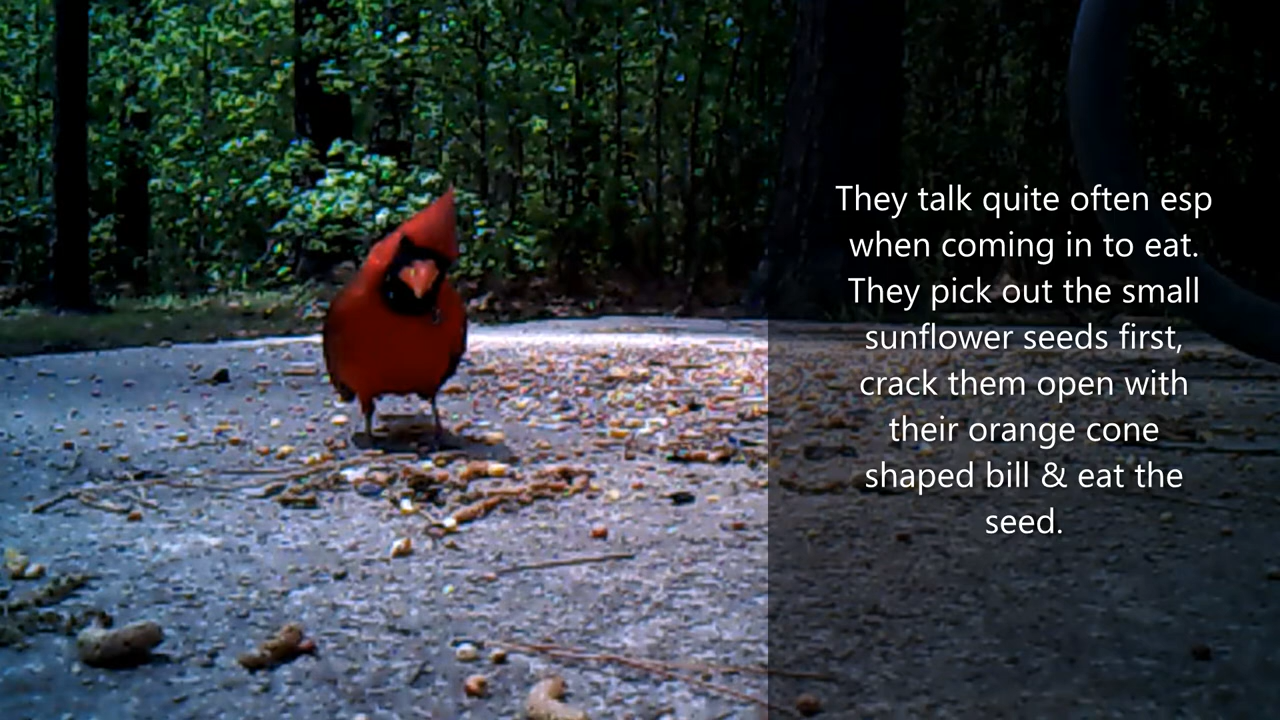 They talk quite often esp
when coming in to eat.
They pick out the small
sunflower seeds first,
crack them open with
their orange cone
shaped bill & eat the
seed.